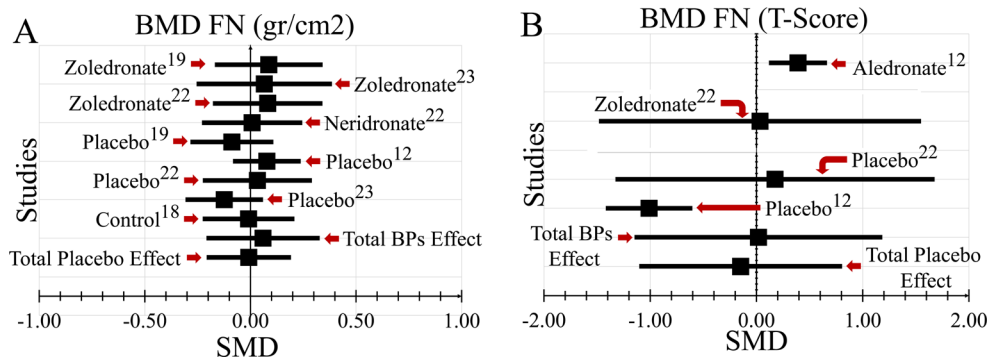 A
BMD FN (gr/cm2)
Zoledronate19
Zoledronate23
Zoledronate22
Neridronate22
Placebo19
Placebo12
Placebo22
Placebo23
Control18
Total BPs Effect
Total Placebo Effect
Studies
-1.00 -0.50 0.00 0.50 1.00
SMD
B
BMD FN (T-Score)
Aledronate12
Zoledronate22
Placebo22
Placebo12
Total BPs
Effect
Total Placebo
Effect
Studies
-2.00 -1.00 0.00 1.00 2.00
SMD